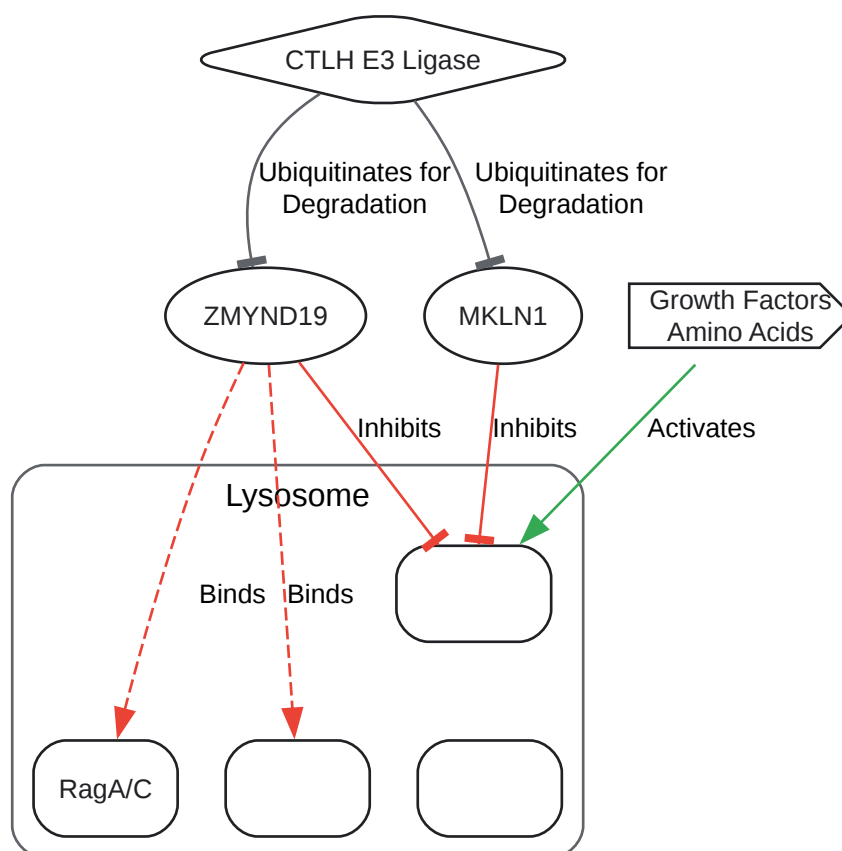 CTLH E3 Ligase
Ubiquitinates for
Degradation
Ubiquitinates for
Degradation
ZMYND19
MKLN1
Growth Factors
Amino Acids
Inhibits
Inhibits
Activates
Lysosome
Binds
Binds
RagA/C